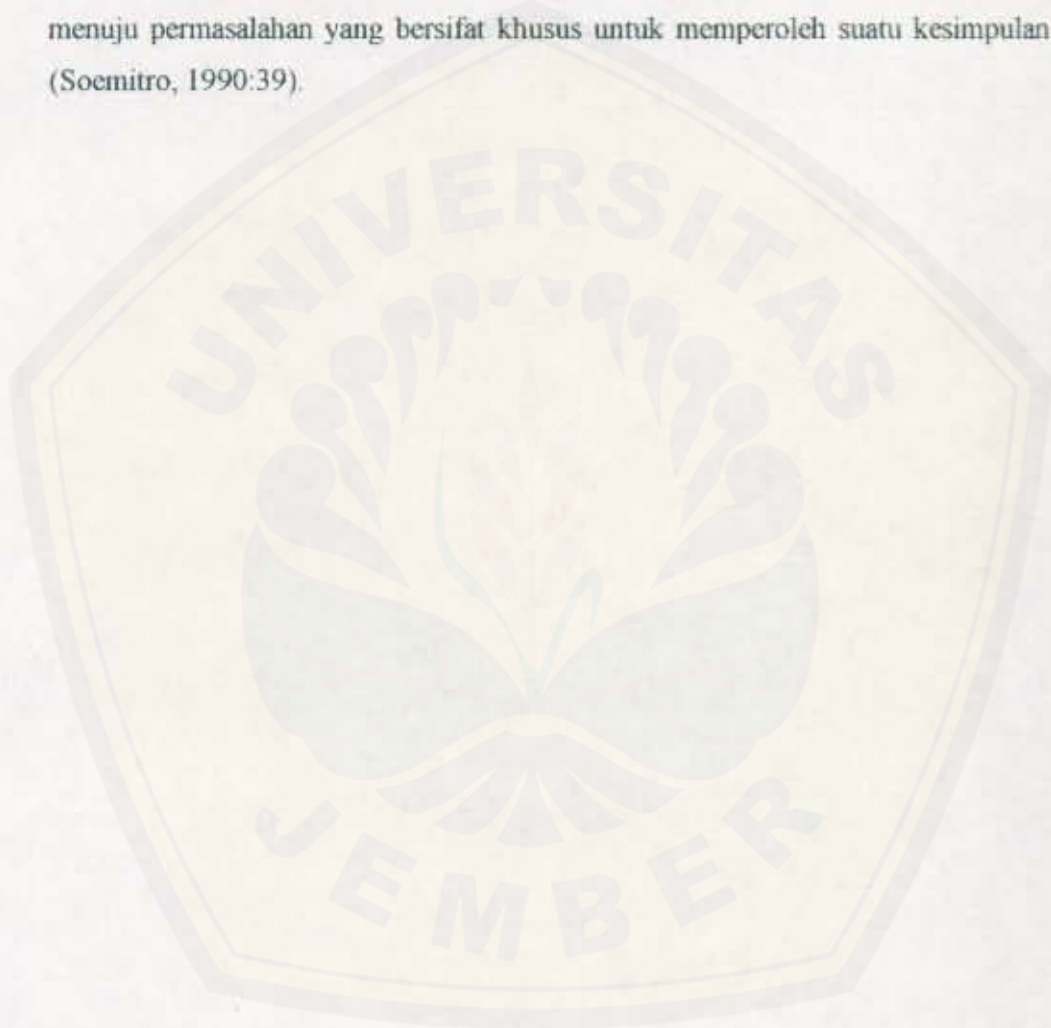 menuju permasalahan yang bersifat khusus untuk memperoleh suatu kesimpulan
(Soemitro, 1990:39).
UNIVERSITAS
JEMBER